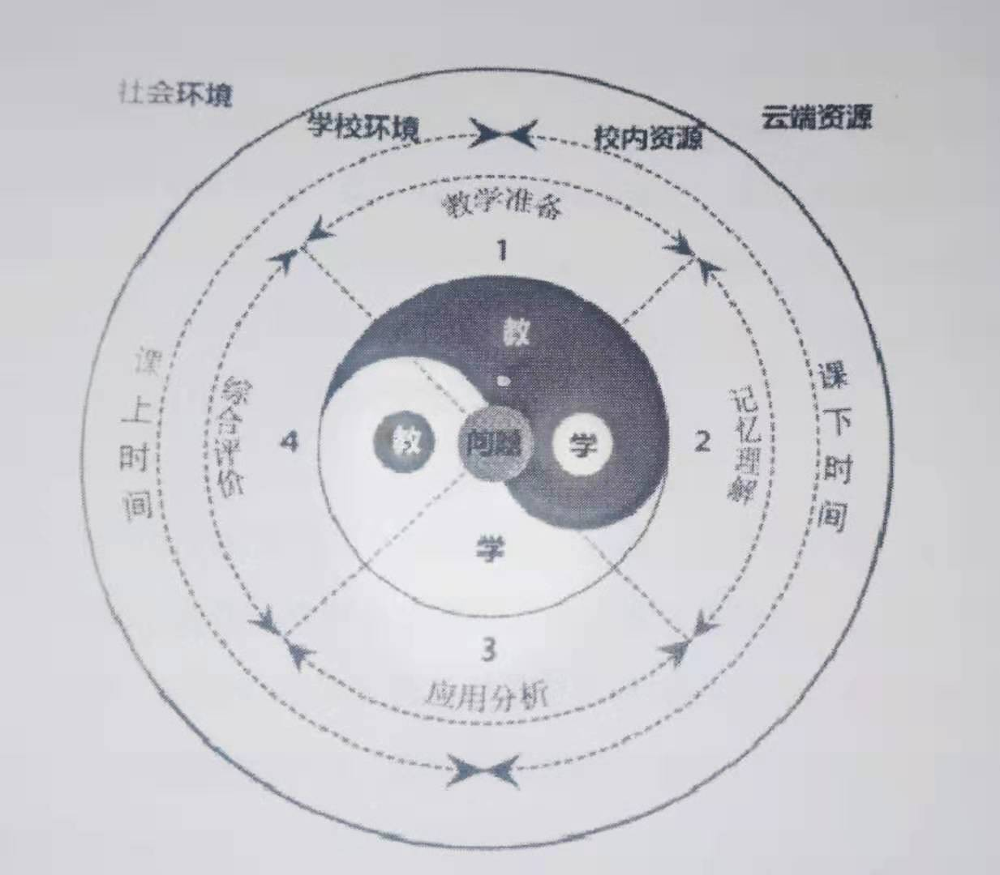 社会环境
云端资源
学校环境
校内资源
教学准备
1
教
课上时间
综合评价
4
教
问题
学
2
记忆理解
课下时间
学
3
应用分析